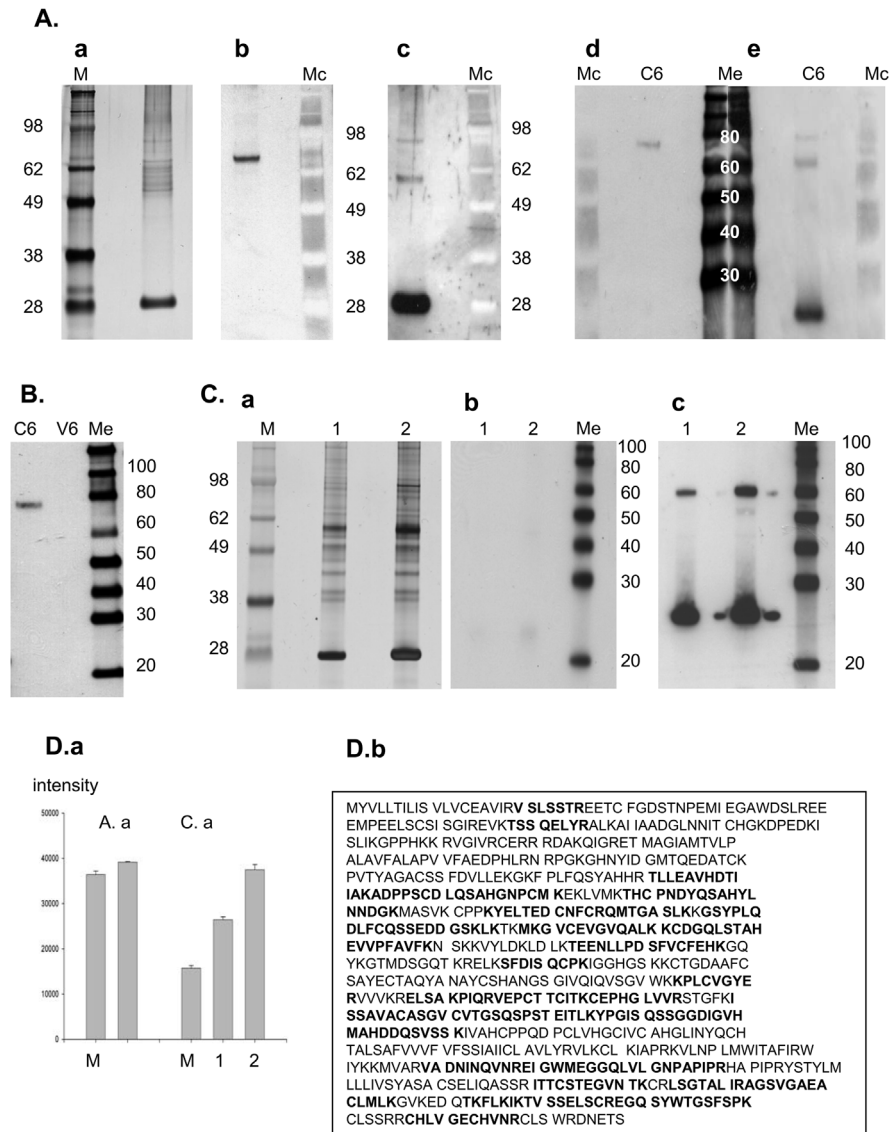 A.
a
b
c
d
e
M
Mc
Mc
Mc
C6
Me
C6
Mc
98
62
49
38
28
98
62
49
38
28
98
62
49
38
28
80
60
50
40
30
B.
C6 V6 Me
100
80
60
50
40
30
20
C.
a
b
c
M 1 2
1 2 Me
1 2 Me
98
62
49
38
28
100
80
60
50
40
30
20
100
80
60
50
40
30
20
D.a
intensity
50000
40000
30000
20000
10000
0
A. a
C. a
M
M 1 2
D.b
MYVLLTILIS VLVCEAVIRV SLSSTREETC FGDSTNPEMI EGAWDSLREE
EMPEELSCSI SGIREVKTSS QELYRALKAI IAADGLNNIT CHGKDPEDKI
SLIKGPPHKK RVGIVRCERR RDAKQIGRET MAGIAMTVLP
ALAVFALAPV VFAEDPHLRN RPGKGHNYID GMTQEDATCK
PVTYAGACSS FDVLLEKGKF PLFQSYAHHR TLLEAVHDTI
IAKADPPSCD LQSAHGNPCM KEKLVMKTHC PNDYQSAHYL
NNDGKMASVK CPPKYELTED CNFCRQMTGA SLKKGSYPLQ
DLFCQSSEDD GSKLKTKMKG VCEVGVQALK KCDGQLSTAH
EVVPFAVFKN SKKVYLDKLD LKTEENLLPD SFVCFEHKGQ
YKGTMDSGQT KRELKSFDIS QCPKIGGHGS KKCTGDAAFC
SAYECTAQYA NAYCSHANGS GIVQIQVSGV WKKPLCVGYE
RVVVKRELSA KPIQRVEPCT TCITKCEPHG LVVRSTGFKI
SSAVACASGV CVTGSQSPST EITLKYPGIS QSSGGDIGVH
MAHDDQSVSS KIVAHCPPQD PCLVHGCIVC AHGLINYQCH
TALSAFVVVF VFSSIAIICL AVLYRVLKCL KIAPRKVLNP LMWITAFIRW
IYKKMVARVA DNINQVNREI GWMEGGQLVL GNPAPIPRHA PIPRYSTYLM
LLLIVSYASA CSELIQASSR ITTCSTEGVN TKCRLSGTAL IRAGSVGAEA
CLMLKGVKED QTKFLKIKTV SSELSCREGQ SYWTGSFSPK
CLSSRRCHLV GECHVNRCLS WRDNETS